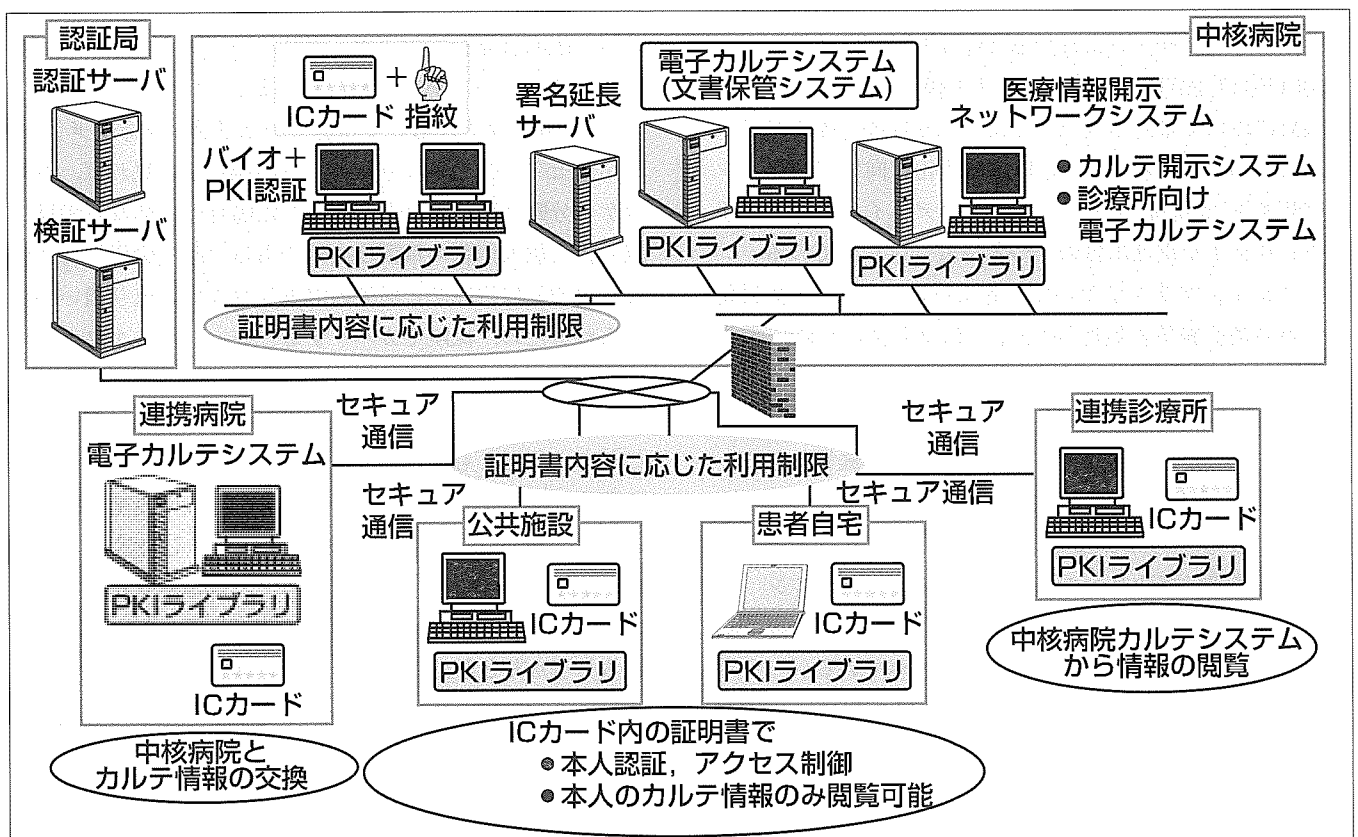 認証局
認証サーバ
検証サーバ
中核病院
ICカード
+
指紋
バイオ+
PKI認証
PKIライブラリ
証明書内容に応じた利用制限
署名延長
サーバ
電子カルテシステム
(文書保管システム)
PKIライブラリ
医療情報開示
ネットワークシステム
●カルテ開示システム
●診療所向け
電子カルテシステム
PKIライブラリ
連携病院
電子カルテシステム
PKIライブラリ
ICカード
中核病院と
カルテ情報の交換
セキュア
通信
証明書内容に応じた利用制限
セキュア
通信
公共施設
ICカード
PKIライブラリ
セキュア通信
患者自宅
ICカード
PKIライブラリ
ICカード内の証明書で
●本人認証,アクセス制御
●本人のカルテ情報のみ閲覧可能
セキュア
通信
連携診療所
ICカード
PKIライブラリ
中核病院カルテシステム
から情報の閲覧